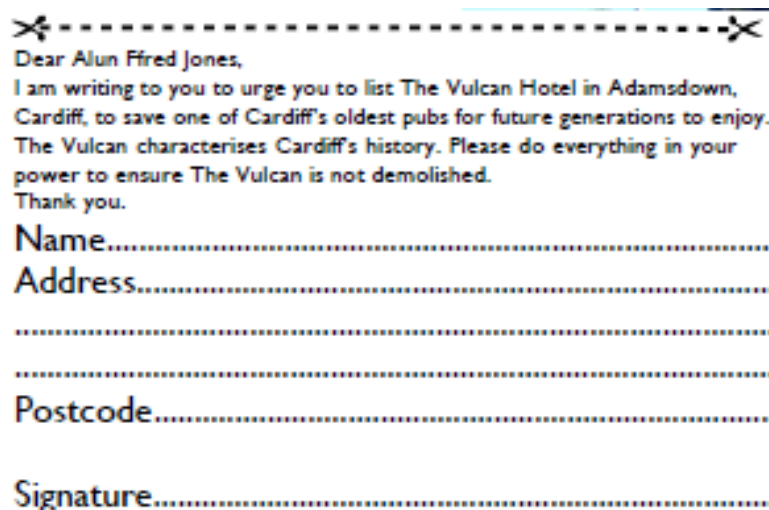 Dear Alun Ffred Jones,
I am writing to you to urge you to list The Vulcan Hotel in Adamsdown,
Cardiff, to save one of Cardiff's oldest pubs for future generations to enjoy.
The Vulcan characterises Cardiff's history. Please do everything in your
power to ensure The Vulcan is not demolished.
Thank you.
Name...............................................................................
Address...........................................................................
.......................................................................................
.......................................................................................
Postcode.........................................................................
Signature.........................................................................